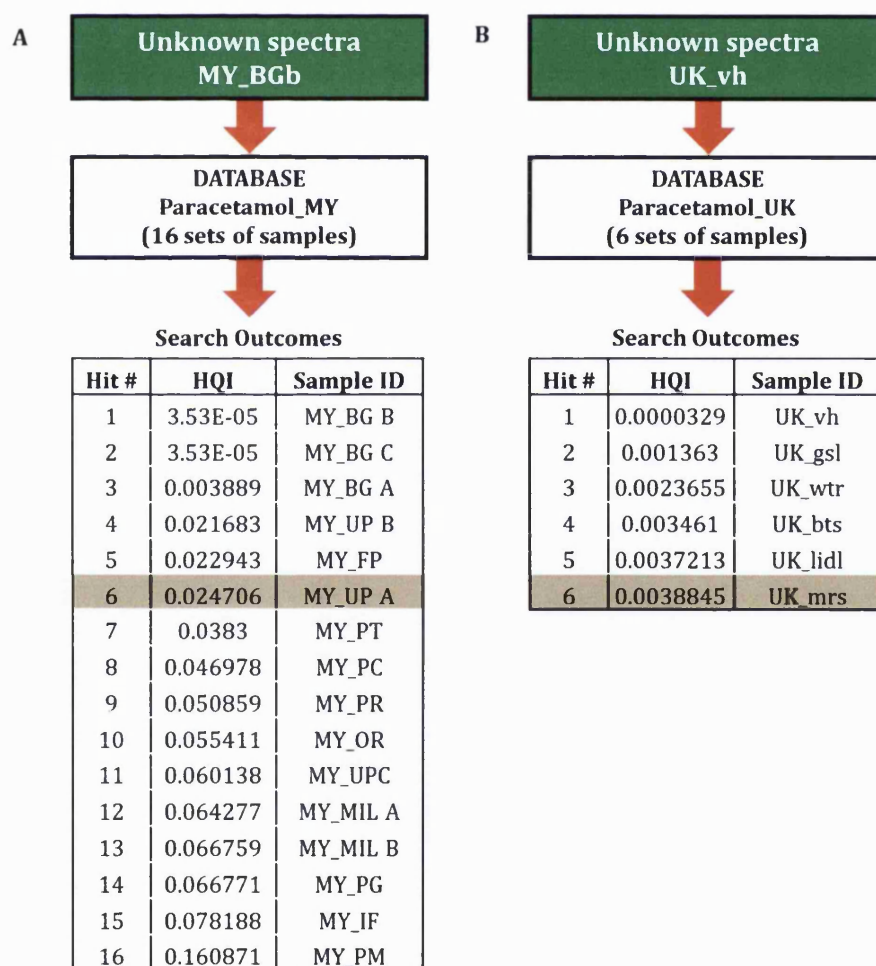 A
Unknown spectra
MY_BGb
DATABASE
Paracetamol_MY
(16 sets of samples)
Search Outcomes
Hit # HQI Sample ID
1 3.53E-05 MY_BG B
2 3.53E-05 MY_BG C
3 0.003889 MY_BG A
4 0.021683 MY_UP B
5 0.022943 MY_FP
6 0.024706 MY_UP A
7 0.0383 MY_PT
8 0.046978 MY_PC
9 0.050859 MY_PR
10 0.055411 MY_OR
11 0.060138 MY_UPC
12 0.064277 MY_MIL A
13 0.066759 MY_MIL B
14 0.066771 MY_PG
15 0.078188 MY_IF
16 0.160871 MY_PM
B
Unknown spectra
UK_vh
DATABASE
Paracetamol_UK
(6 sets of samples)
Search Outcomes
Hit # HQI Sample ID
1 0.0000329 UK_vh
2 0.001363 UK_gsl
3 0.0023655 UK_wtr
4 0.003461 UK_bts
5 0.0037213 UK_lidl
6 0.0038845 UK_mrs